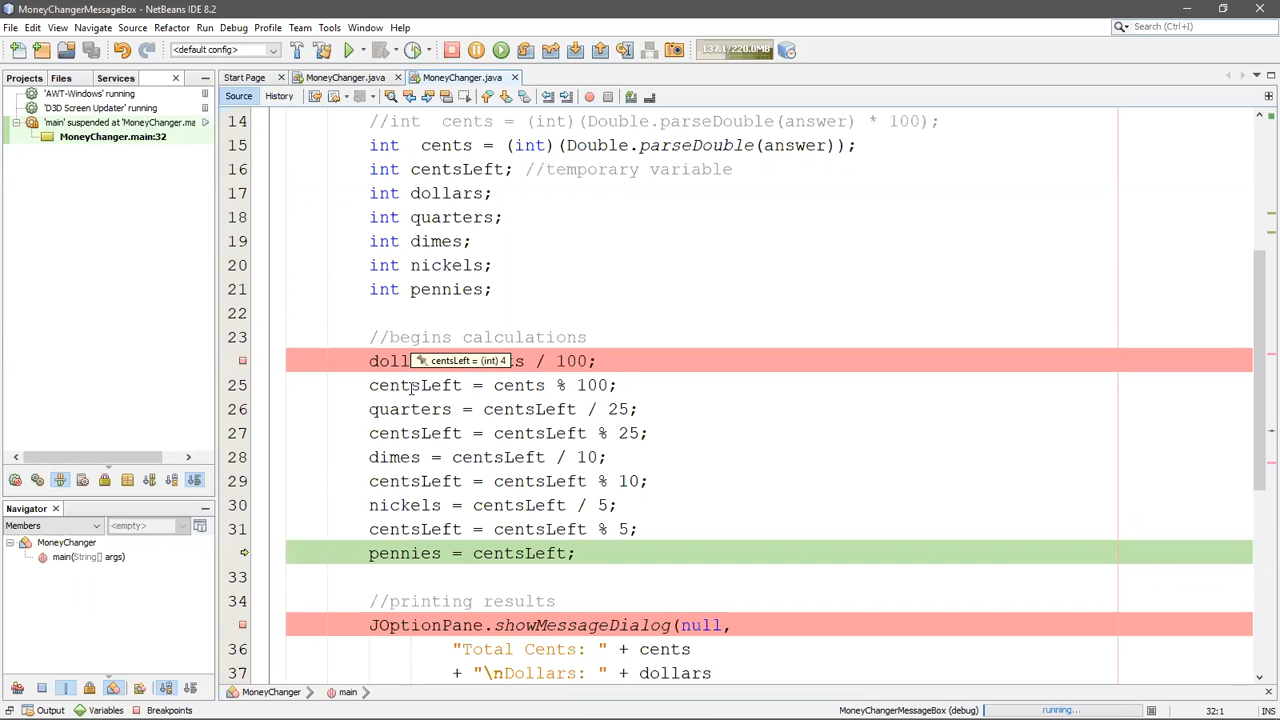 MoneyChangerMessageBox - NetBeans IDE 8.2
File Edit View Navigate Source Refactor Run Debug Profile Team Tools Window Help
Search (Ctrl+I)
<default config>
137.1/220.0MB
Projects Files Services
Start Page MoneyChanger.java MoneyChanger.java
'AWT-Windows' running
'D3D Screen Updater' running
'main' suspended at 'MoneyChanger.ma
MoneyChanger.main:32
Source History
14 //int cents = (int)(Double.parseDouble(answer) * 100);
15 int cents = (int)(Double.parseDouble(answer));
16 int centsLeft; //temporary variable
17 int dollars;
18 int quarters;
19 int dimes;
20 int nickels;
21 int pennies;
22
23 //begins calculations
doll centsLeft = (int) 4 ts / 100;
25 centsLeft = cents % 100;
26 quarters = centsLeft / 25;
27 centsLeft = centsLeft % 25;
28 dimes = centsLeft / 10;
29 centsLeft = centsLeft % 10;
30 nickels = centsLeft / 5;
31 centsLeft = centsLeft % 5;
pennies = centsLeft;
33
34 //printing results
JOptionPane.showMessageDialog(null,
36 "Total Cents: " + cents
37 + "\nDollars: " + dollars
Navigator
Members <empty>
MoneyChanger
main(String[] args)
MoneyChanger main
Output Variables Breakpoints
MoneyChangerMessageBox (debug) running... 32:1 INS